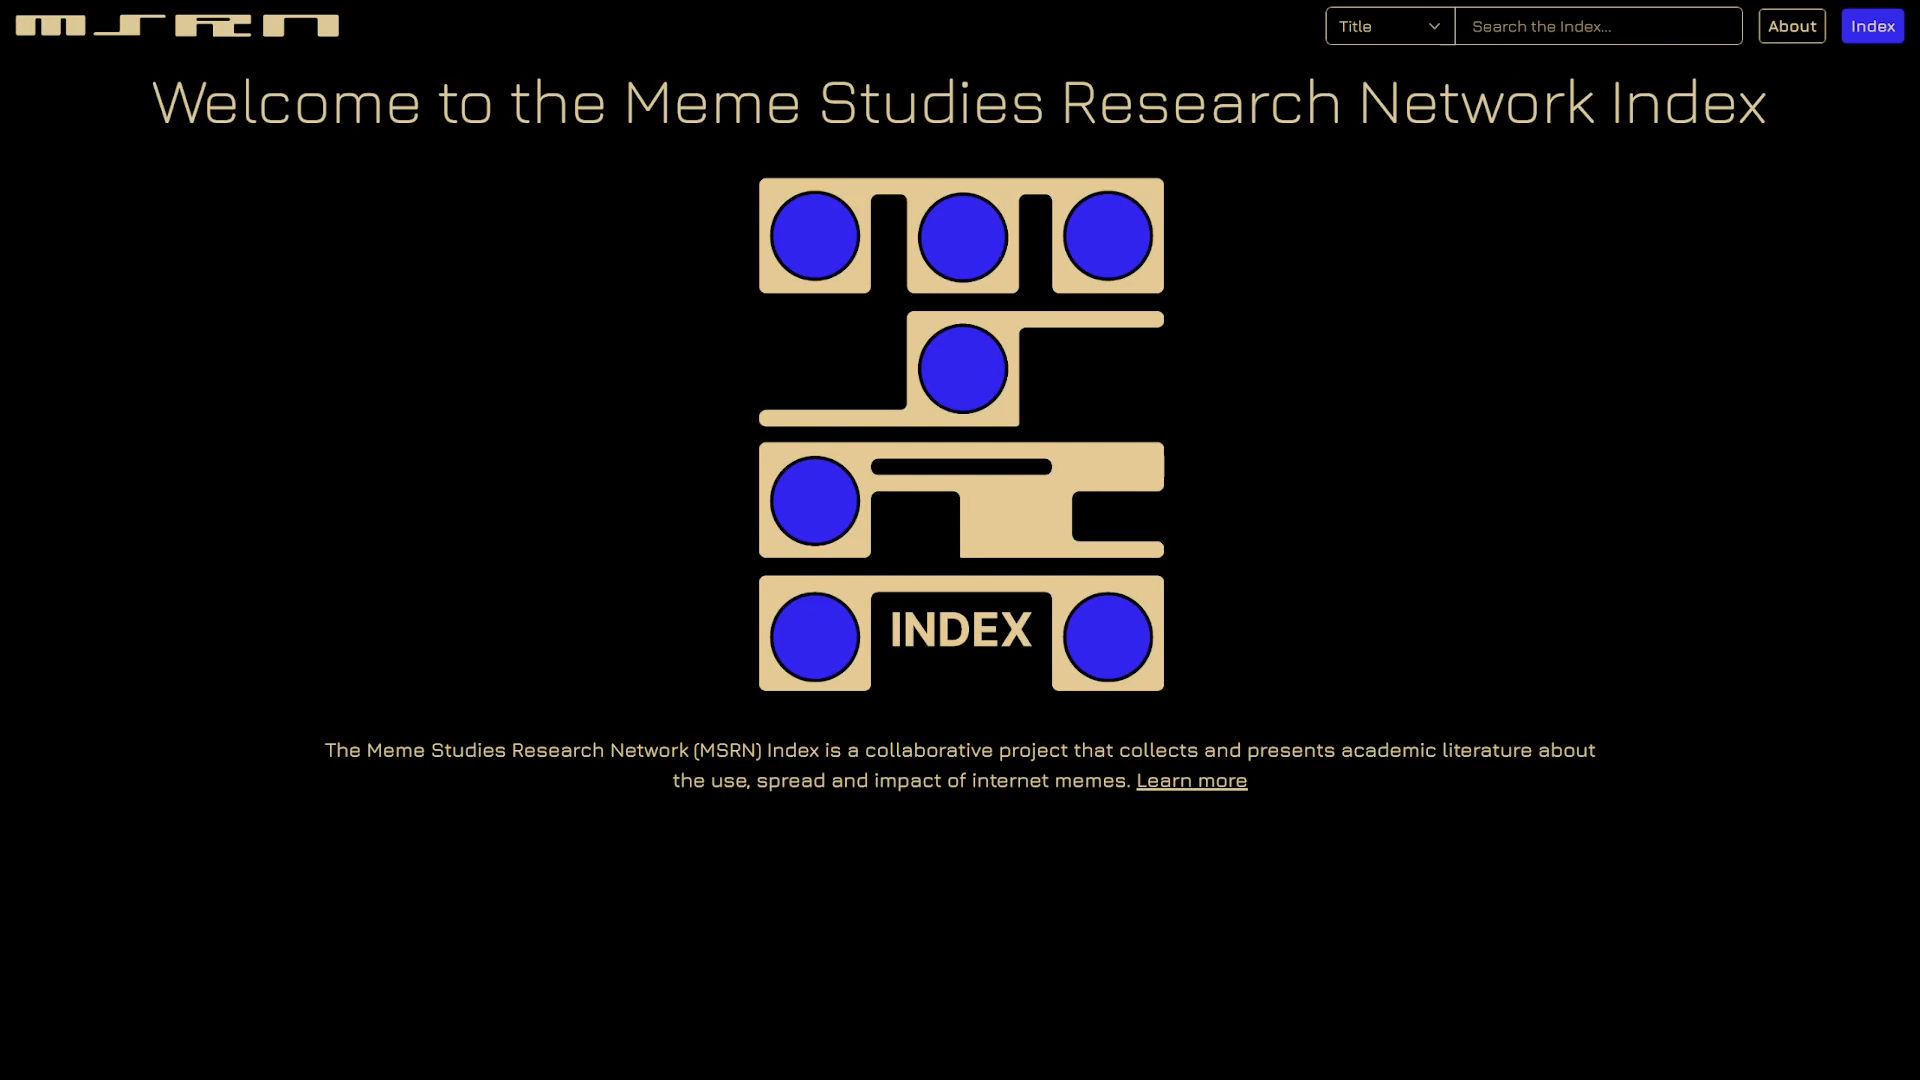 msrn
Title
Search the Index...
About
Index
Welcome to the Meme Studies Research Network Index
m
s
R
n
INDEX
The Meme Studies Research Network (MSRN) Index is a collaborative project that collects and presents academic literature about
the use, spread and impact of internet memes. Learn more